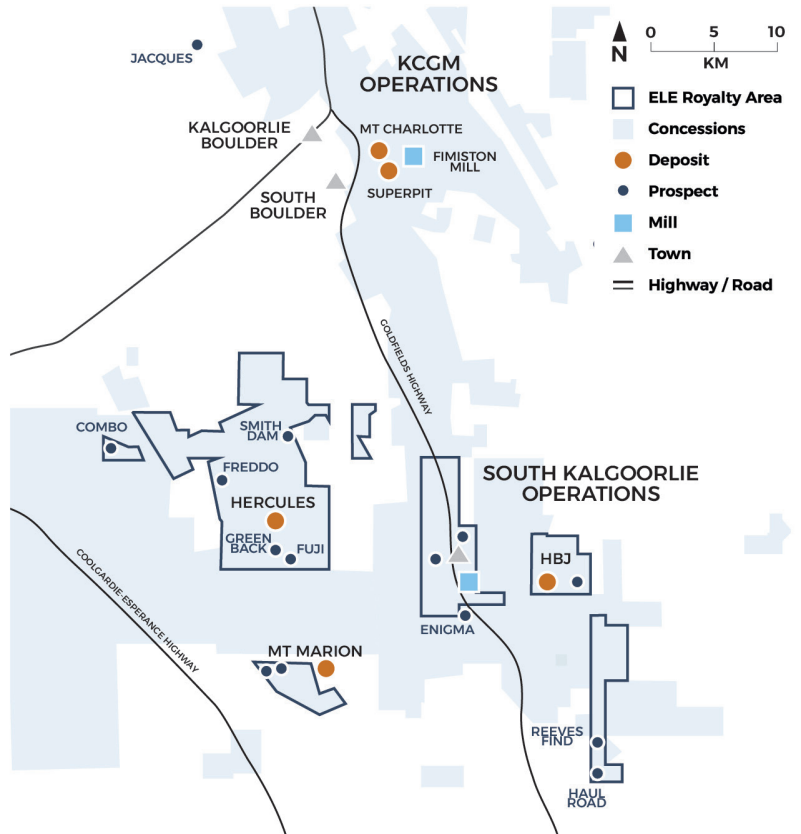 JACQUES
KCGM
OPERATIONS
N
0 5 10
KM
ELE Royalty Area
Concessions
Deposit
Prospect
Mill
Town
Highway / Road
KALGOORLIE
BOULDER
MT CHARLOTTE
FIMISTON
MILL
SUPERPIT
SOUTH
BOULDER
GOLDFIELDS HIGHWAY
COMBO
SMITH
DAM
FREDDO
HERCULES
GREEN
BACK
FUJI
SOUTH KALGOORLIE
OPERATIONS
HBJ
ENIGMA
COOLGARDIE-ESPERANCE HIGHWAY
MT MARION
REEVES
FIND
HAUL
ROAD